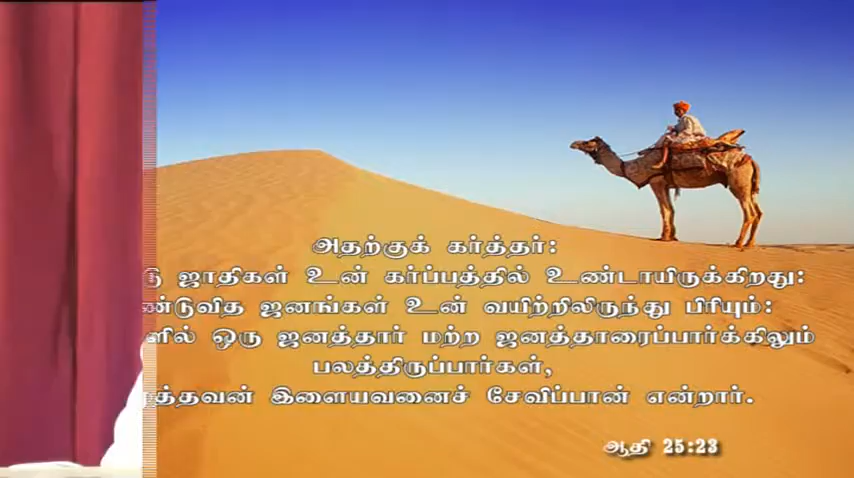 அதற்குக் கர்த்தர்:
ஜாதிகள் உன் கர்ப்பத்தில் உண்டாயிருக்கிறது:
ஜனங்கள் உன் வயிற்றிலிருந்து பிரியும்:
ஒரு ஜனத்தார் மற்ற ஜனத்தாரைப்பார்க்கிலும்
பலத்திருப்பார்கள்,
இளையவனைச் சேவிப்பான் என்றார்.
ஆதி 25:23